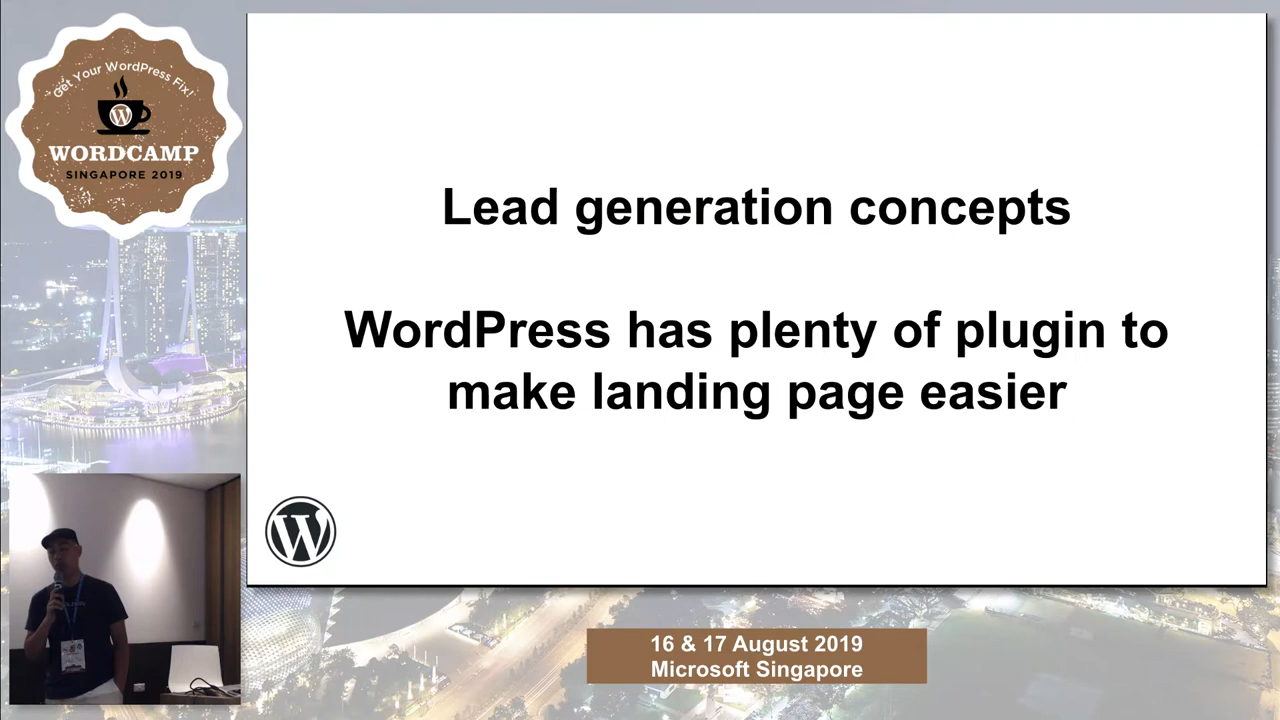 Get Your WordPress Fix!
WORDCAMP
SINGAPORE 2019
Lead generation concepts
WordPress has plenty of plugin to
make landing page easier
16 & 17 August 2019
Microsoft Singapore